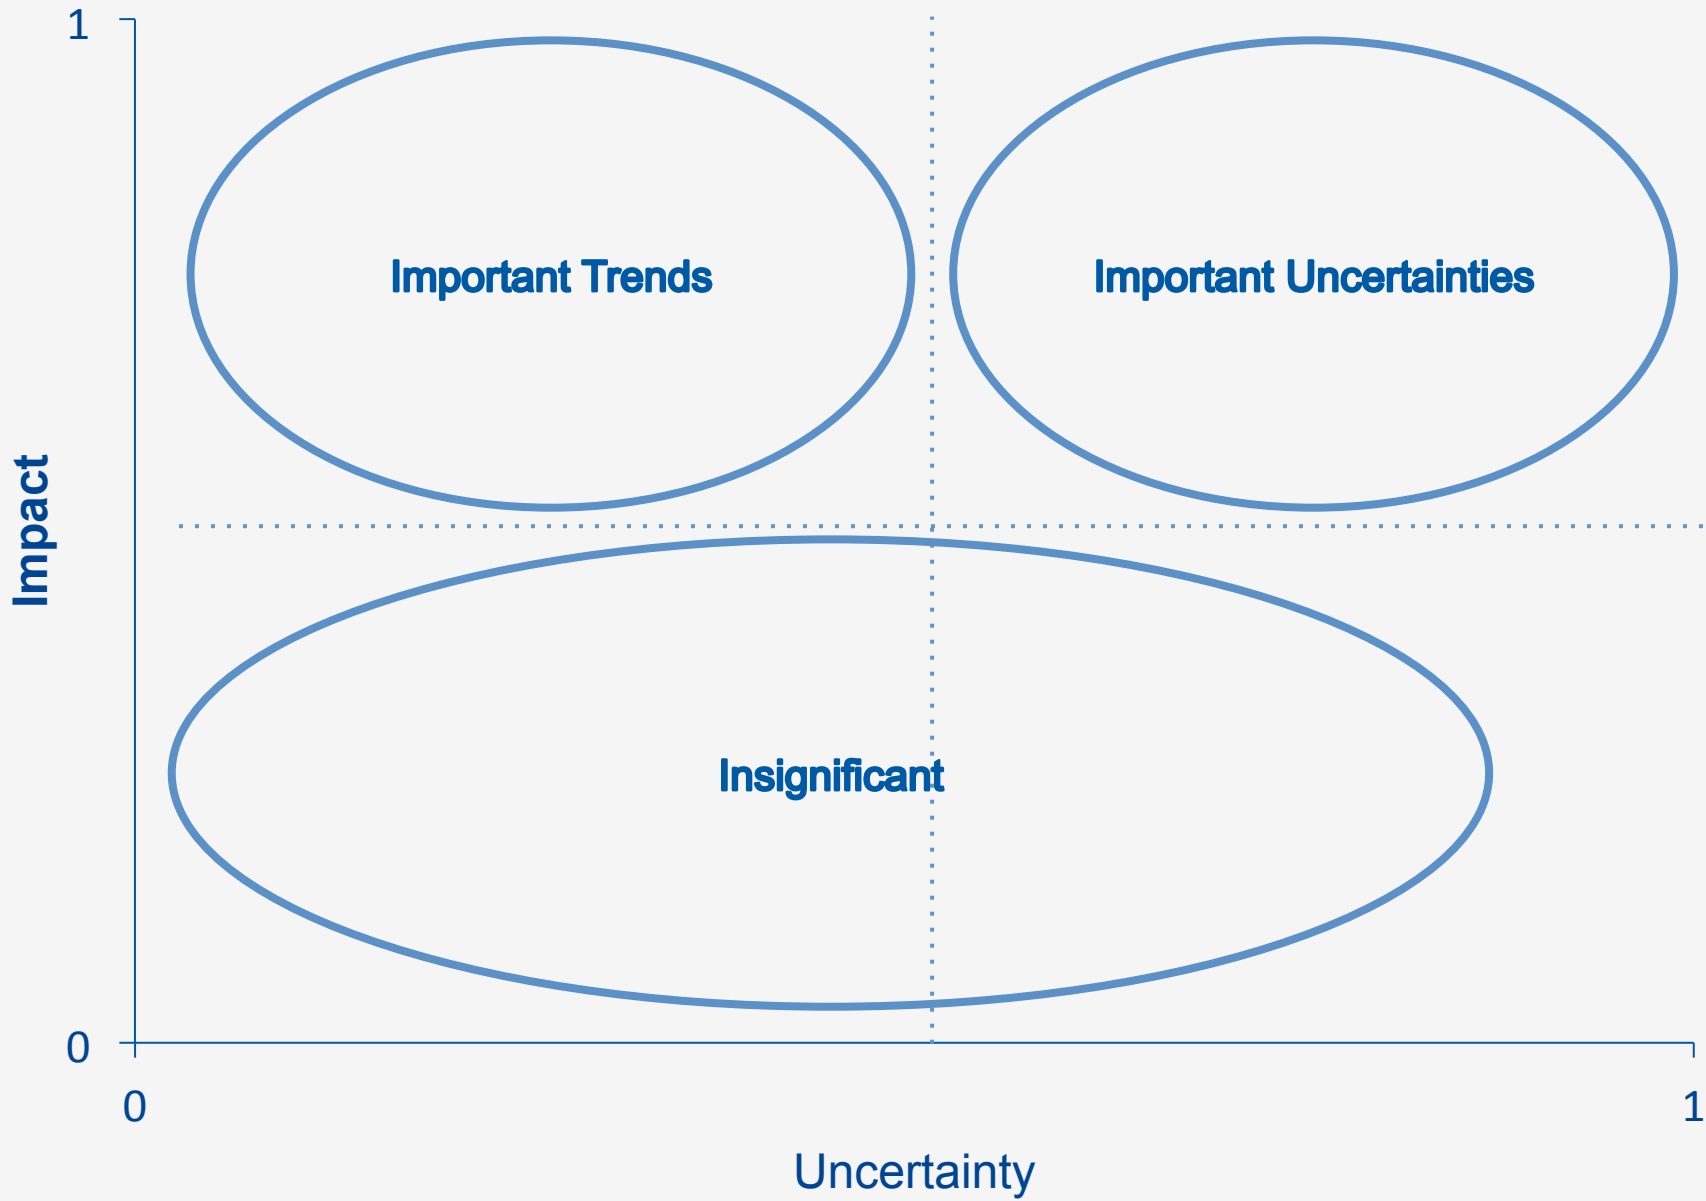 1
Important Trends
Important Uncertainties
Impact
Insignificant
0
0
1
Uncertainty